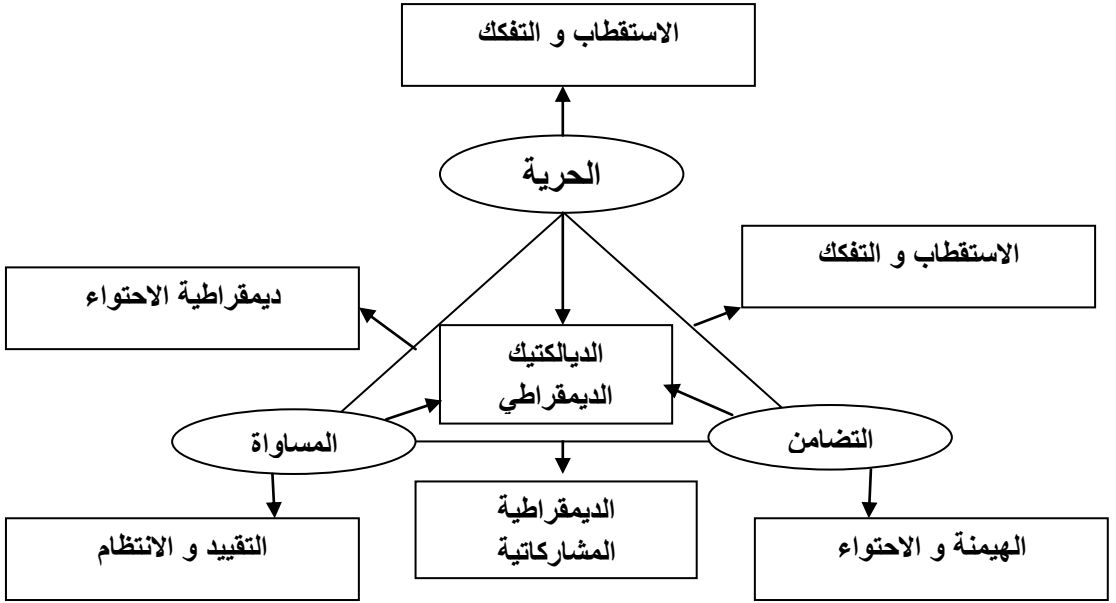 الاستقطاب و التفكك
الحرية
الاستقطاب و التفكك
ديمقراطية الاحتواء
الديالكتيك
الديمقراطي
التضامن
المساواة
الديمقراطية
المشاركاتية
الهيمنة و الاحتواء
التقييد و الانتظام